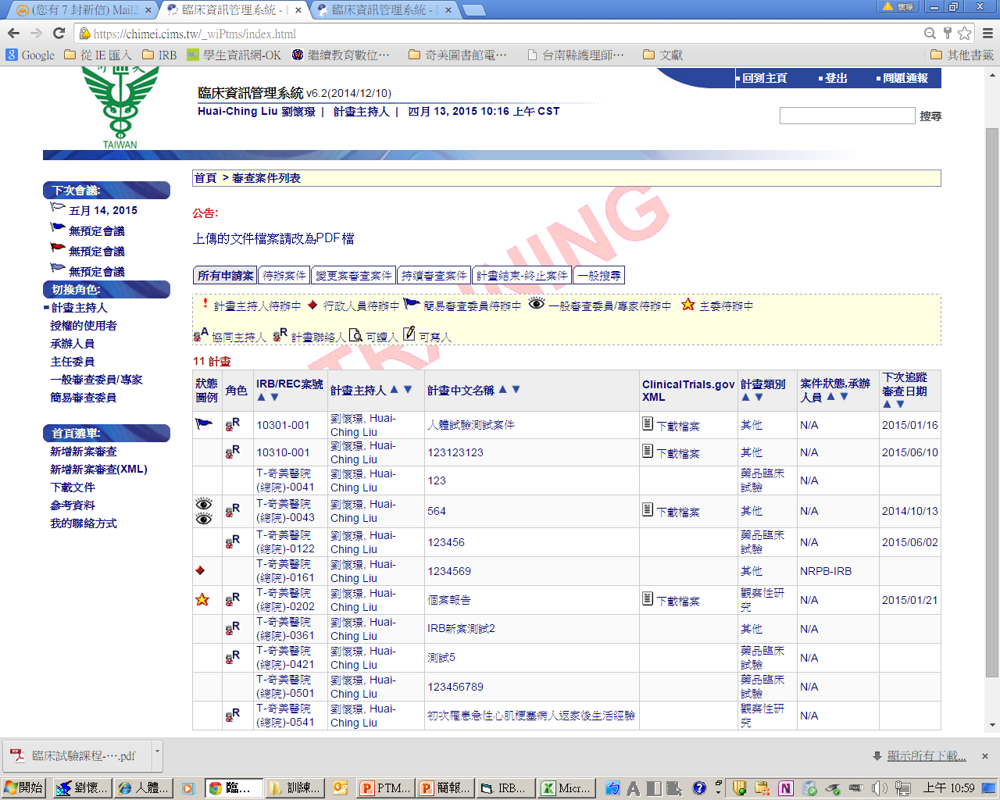 (您有 7 封新信) Mail2
臨床資訊管理系統 - 
臨床資訊管理系統 - 
懷璟
https://chimei.cims.tw/_wiPtms/index.html
Google 從 IE 匯入 IRB 學生資訊網-OK 繼續教育數位⋯ 奇美圖書館電⋯ 台南縣護理師⋯ 文獻 其他書籤
TAIWAN
回到主頁 登出 問題通報
臨床資訊管理系統 v6.2(2014/12/10)
Huai-Ching Liu 劉懷璟 | 計畫主持人 | 四月 13, 2015 10:16 上午 CST
搜尋
首頁 > 審查案件列表
下次會議:
五月 14, 2015
無預定會議
無預定會議
無預定會議
切換角色:
計畫主持人
授權的使用者
承辦人員
主任委員
一般審查委員/專家
簡易審查委員
首頁選單:
新增新案審查
新增新案審查(XML)
下載文件
參考資料
我的聯絡方式
TRAINING
公告:
上傳的文件檔案請改為PDF檔
所有申請案 待辦案件 變更案審查案件 持續審查案件 計畫結束-終止案件 一般搜尋
計畫主持人待辦中 行政人員待辦中 簡易審查委員待辦中 一般審查委員/專家待辦中 主委待辦中
A 協同主持人 R 計畫聯絡人 可讀入 可寫入
11 計畫
狀態圖例 角色 IRB/REC案號 計畫主持人 計畫中文名稱 ClinicalTrials.gov XML 計畫類別 案件狀態,承辦人員 下次追蹤審查日期
R 10301-001 劉懷璟, Huai-Ching Liu 人體試驗測試案件 下載檔案 其他 N/A 2015/01/16
R 10310-001 劉懷璟, Huai-Ching Liu 123123123 下載檔案 其他 N/A 2015/06/10
T-奇美醫院(總院)-0041 劉懷璟, Huai-Ching Liu 123 藥品臨床試驗 N/A
R T-奇美醫院(總院)-0043 劉懷璟, Huai-Ching Liu 564 下載檔案 其他 N/A 2014/10/13
R T-奇美醫院(總院)-0122 劉懷璟, Huai-Ching Liu 123456 藥品臨床試驗 N/A 2015/06/02
T-奇美醫院(總院)-0161 劉懷璟, Huai-Ching Liu 1234569 其他 NRPB-IRB
R T-奇美醫院(總院)-0202 劉懷璟, Huai-Ching Liu 個案報告 下載檔案 觀察性研究 N/A 2015/01/21
R T-奇美醫院(總院)-0361 劉懷璟, Huai-Ching Liu IRB新案測試2 其他 N/A
R T-奇美醫院(總院)-0421 劉懷璟, Huai-Ching Liu 測試5 藥品臨床試驗 N/A
T-奇美醫院(總院)-0501 劉懷璟, Huai-Ching Liu 123456789 藥品臨床試驗 N/A
R T-奇美醫院(總院)-0541 劉懷璟, Huai-Ching Liu 初次罹患急性心肌梗塞病人返家後生活經驗 觀察性研究 N/A
臨床試驗課程-⋯.pdf
顯示所有下載...
開始 劉懷... 人體... 臨... 訓練... PTM... 簡報... IRB... Micr... 上午 10:59